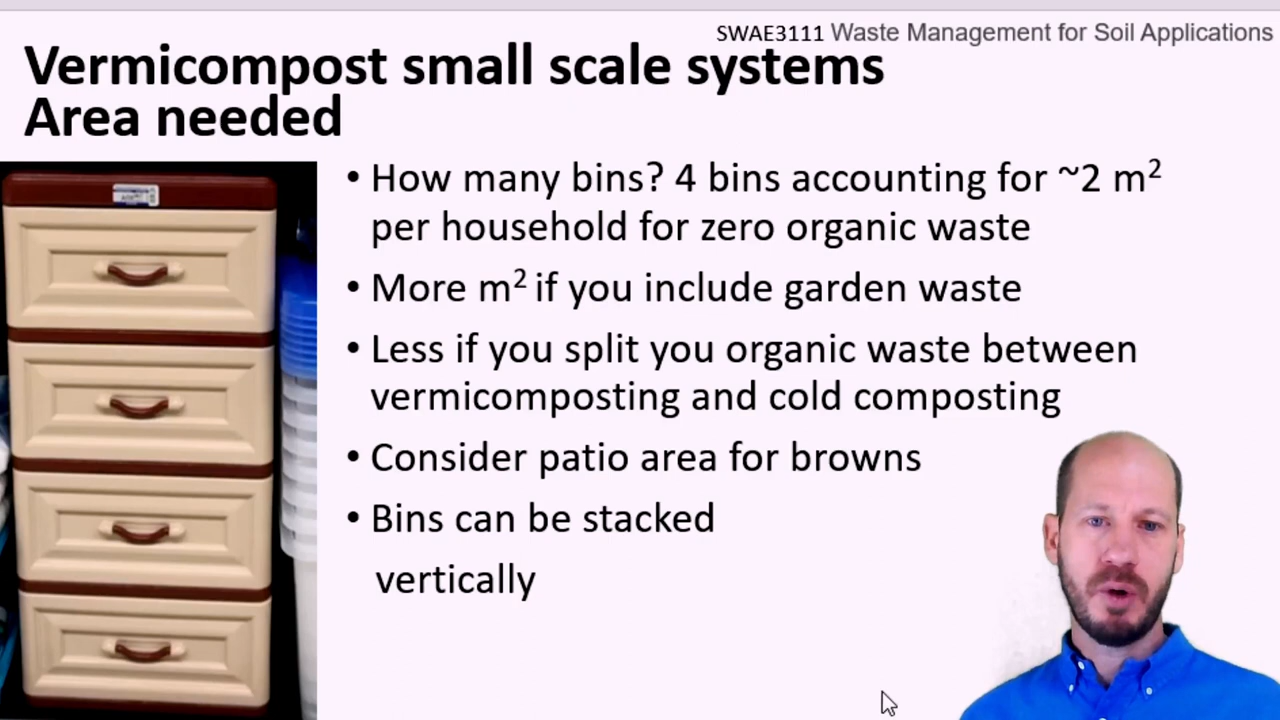 SWAE3111 Waste Management for Soil Applications
Vermicompost small scale systems
Area needed
• How many bins? 4 bins accounting for ~2 m²
per household for zero organic waste
• More m² if you include garden waste
• Less if you split you organic waste between
vermicomposting and cold composting
• Consider patio area for browns
• Bins can be stacked
vertically